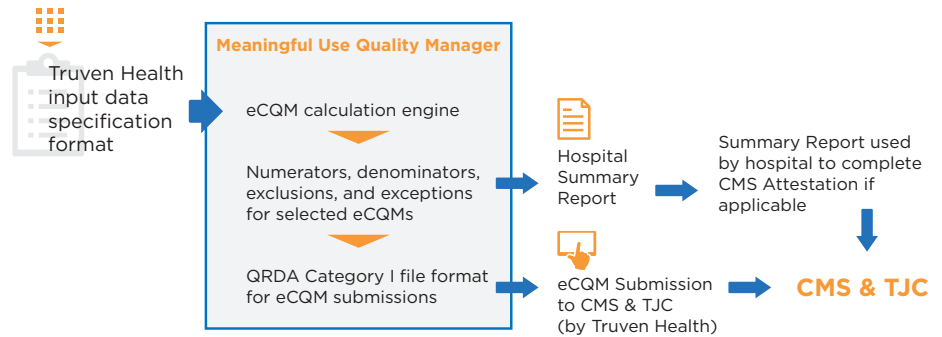 Truven Health
input data
specification
format
Meaningful Use Quality Manager
eCQM calculation engine
Numerators, denominators,
exclusions, and exceptions
for selected eCQMs
QRDA Category I file format
for eCQM submissions
Hospital
Summary
Report
Summary Report used
by hospital to complete
CMS Attestation if
applicable
eCQM Submission
to CMS & TJC
(by Truven Health)
CMS & TJC